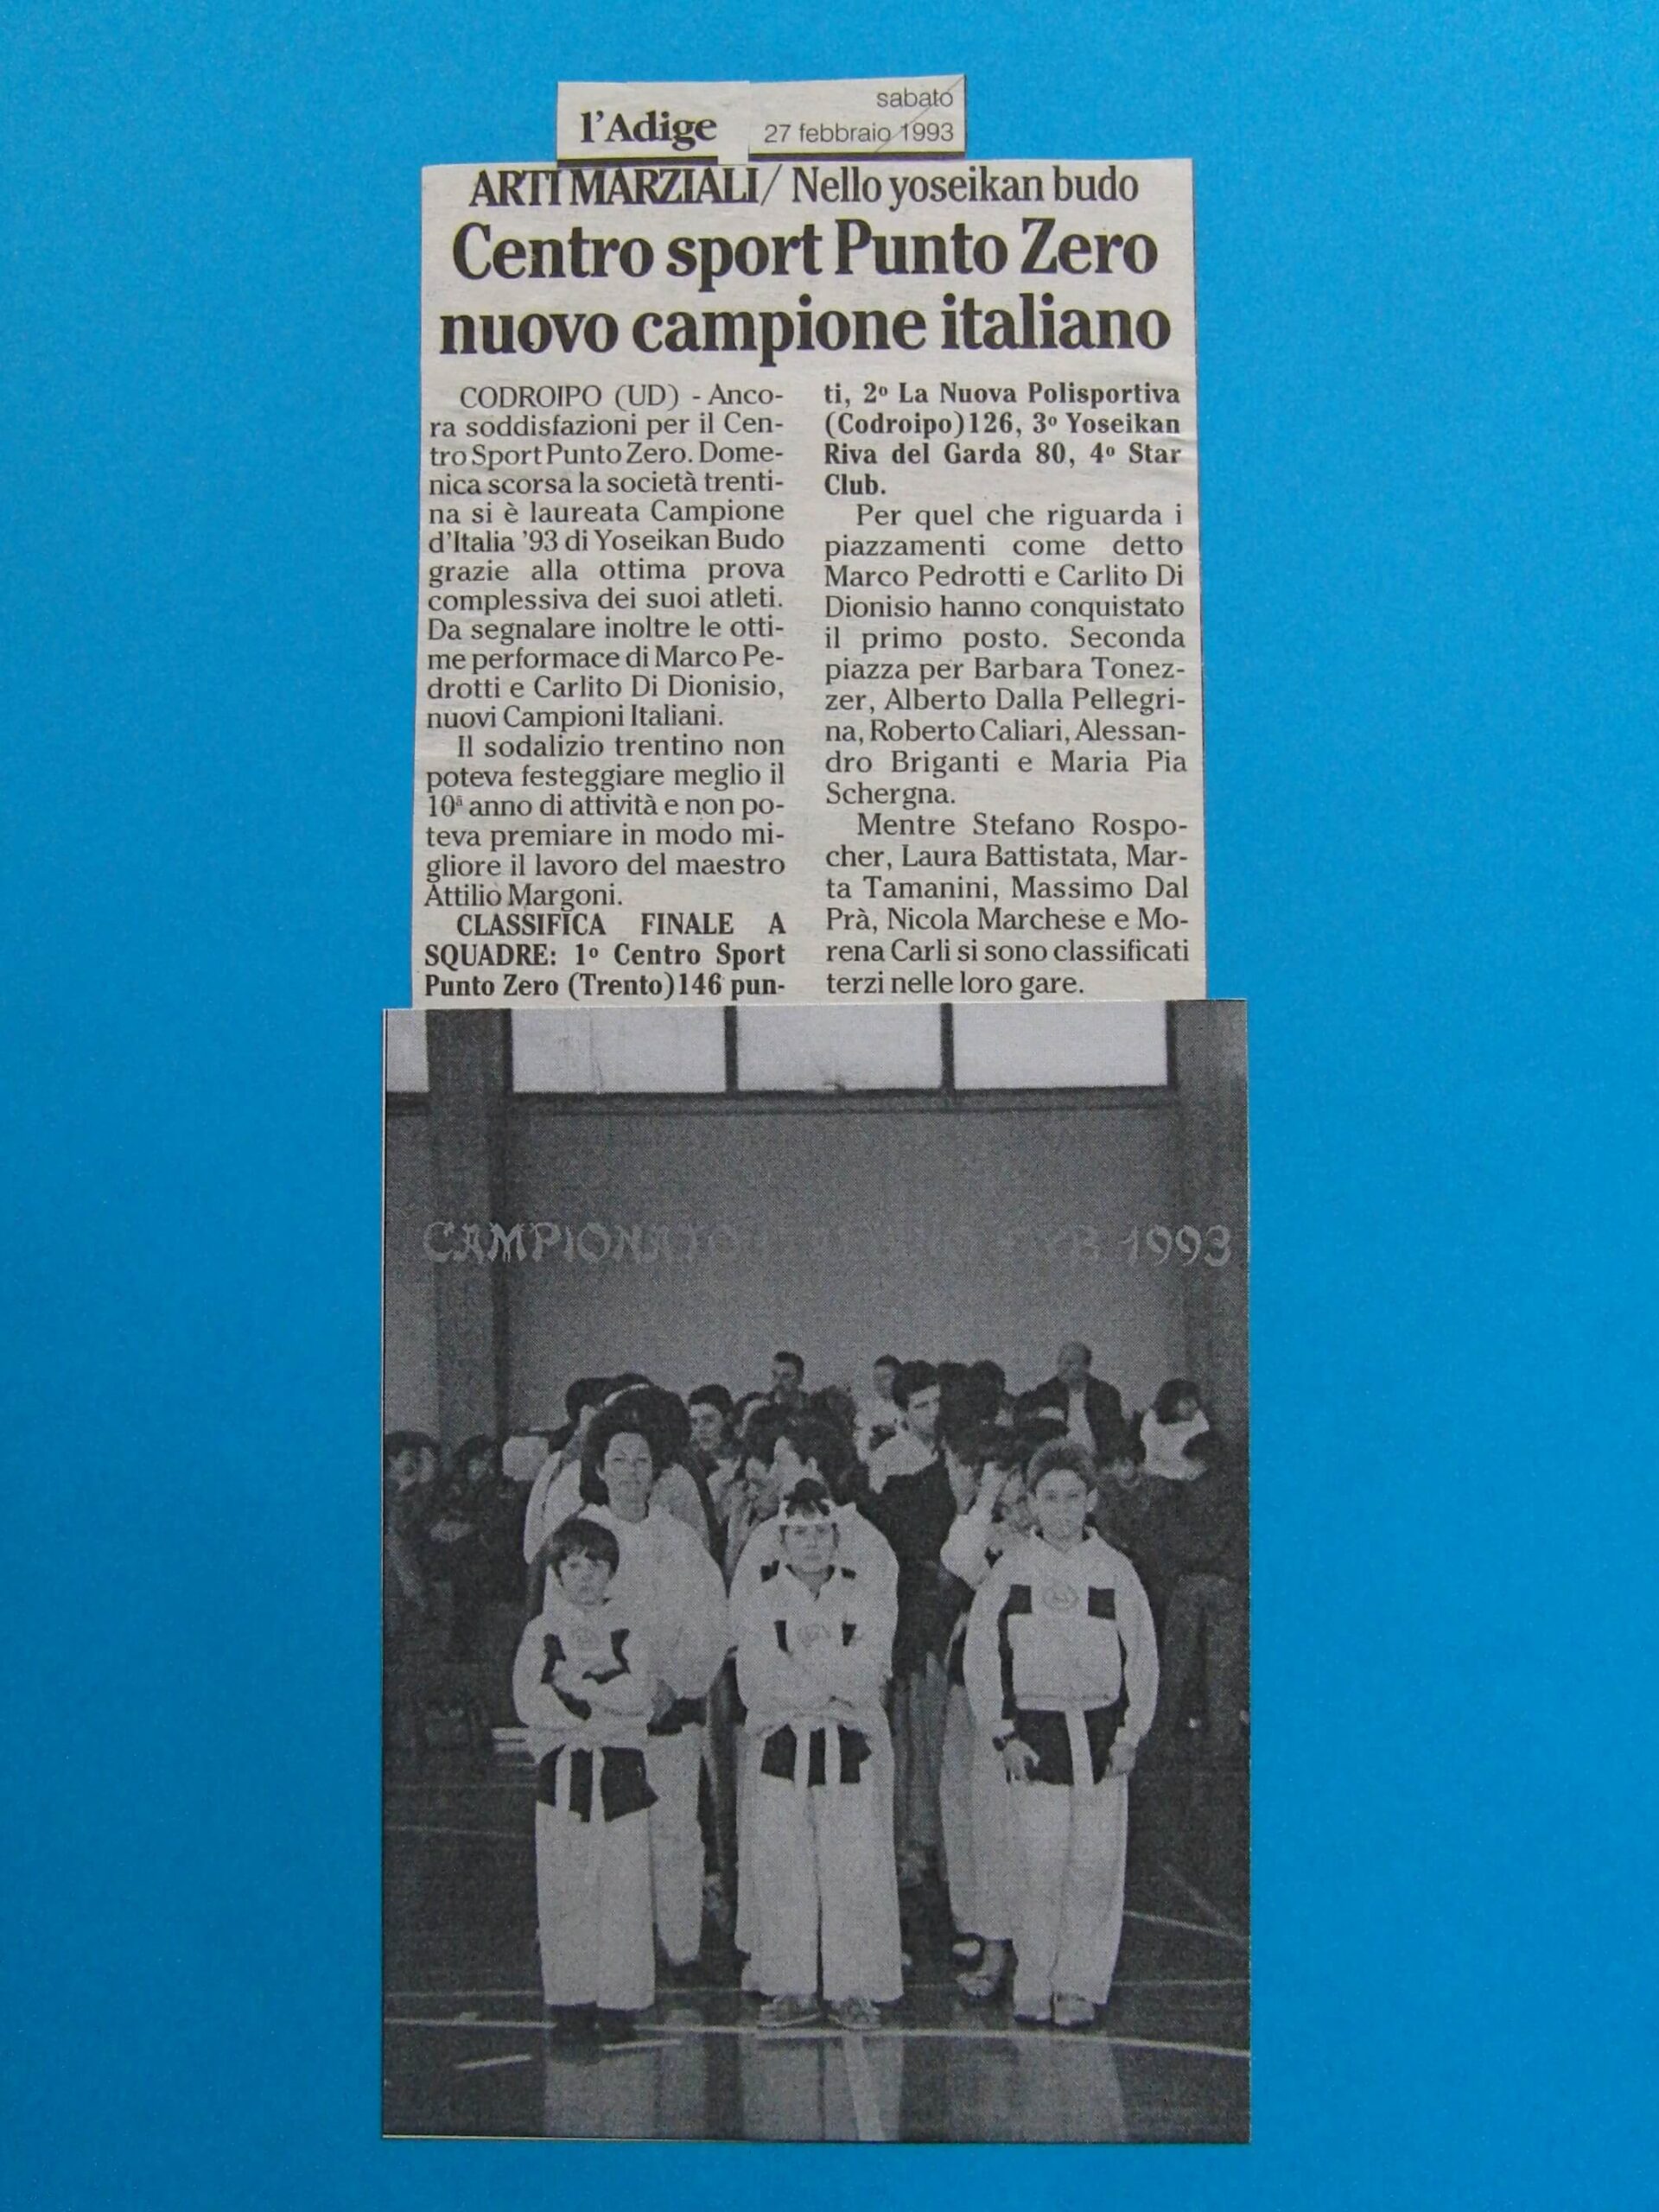 l'Adige
sabato
27 febbraio 1993
ARTI MARZIALI/ Nello yoseikan budo
Centro sport Punto Zero
nuovo campione italiano
CODROIPO (UD) - Anco-
ra soddisfazioni per il Cen-
tro Sport Punto Zero. Dome-
nica scorsa la società trenti-
na si è laureata Campione
d'Italia '93 di Yoseikan Budo
grazie alla ottima prova
complessiva dei suoi atleti.
Da segnalare inoltre le otti-
me performace di Marco Pe-
drotti e Carlito Di Dionisio,
nuovi Campioni Italiani.
Il sodalizio trentino non
poteva festeggiare meglio il
10ª anno di attività e non po-
teva premiare in modo mi-
gliore il lavoro del maestro
Attilio Margoni.
CLASSIFICA FINALE A
SQUADRE: 1º Centro Sport
Punto Zero (Trento)146 pun-
ti, 2º La Nuova Polisportiva
(Codroipo)126, 3º Yoseikan
Riva del Garda 80, 4º Star
Club.
Per quel che riguarda i
piazzamenti come detto
Marco Pedrotti e Carlito Di
Dionisio hanno conquistato
il primo posto. Seconda
piazza per Barbara Tonez-
zer, Alberto Dalla Pellegri-
na, Roberto Caliari, Alessan-
dro Briganti e Maria Pia
Schergna.
Mentre Stefano Rospo-
cher, Laura Battistata, Mar-
ta Tamanini, Massimo Dal
Prà, Nicola Marchese e Mo-
rena Carli si sono classificati
terzi nelle loro gare.
CAMPIONATO 1993